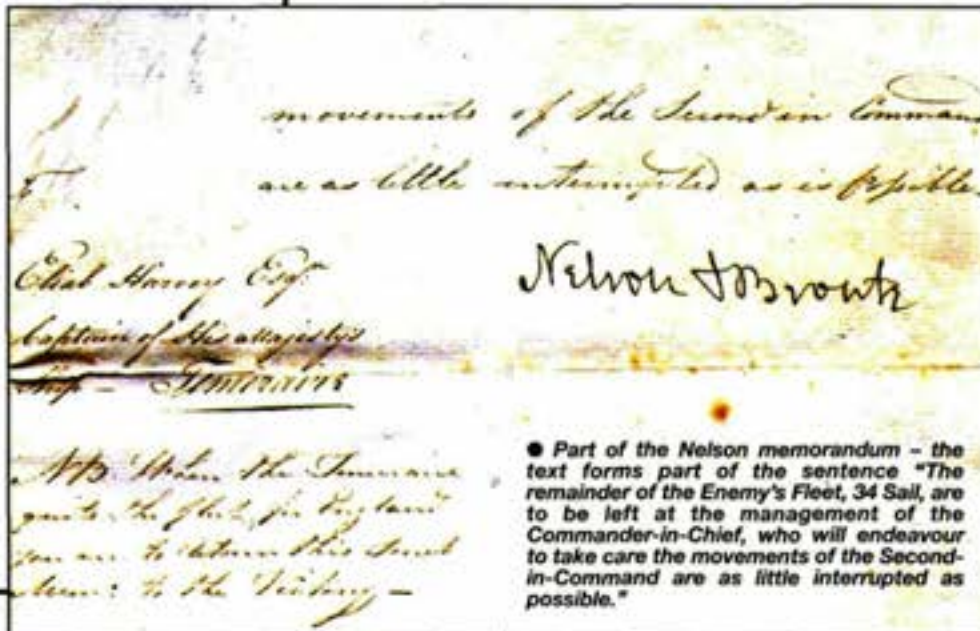 movements of the Second in Command
are as little interrupted as is possible
Nelson & Bronte
Eliab Harvey Esqr.
Captain of His Majesty's
Ship – Temeraire
NB When the Temeraire
quits the fleet, for England
you are to return this Secret
Mem: to the Victory –
● Part of the Nelson memorandum – the
text forms part of the sentence "The
remainder of the Enemy's Fleet, 34 Sail, are
to be left at the management of the
Commander-in-Chief, who will endeavour
to take care the movements of the Second-
in-Command are as little interrupted as
possible."